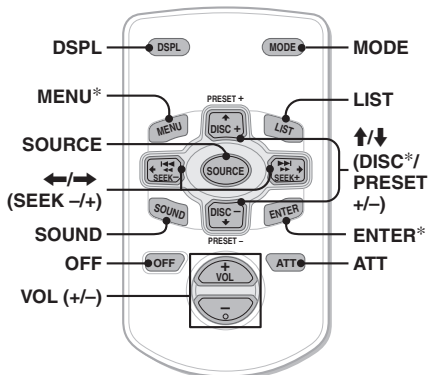 DSPL
DSPL
MODE
MODE
MENU*
PRESET +
LIST
MENU
DISC +
LIST
SOURCE
↑/↓
(DISC*/
PRESET
+/–)
←/→
(SEEK –/+)
SEEK–
SOURCE
SEEK+
SOUND
SOUND
DISC –
ENTER
ENTER*
PRESET –
OFF
OFF
ATT
ATT
VOL (+/–)
+
VOL
–